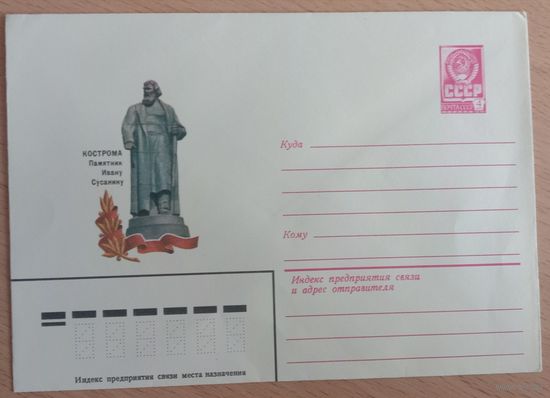 СССР
ПОЧТА СССР
4
КОСТРОМА
Памятник
Ивану
Сусанину
Куда
Кому
Индекс предприятия связи
и адрес отправителя
Индекс предприятия связи места назначения